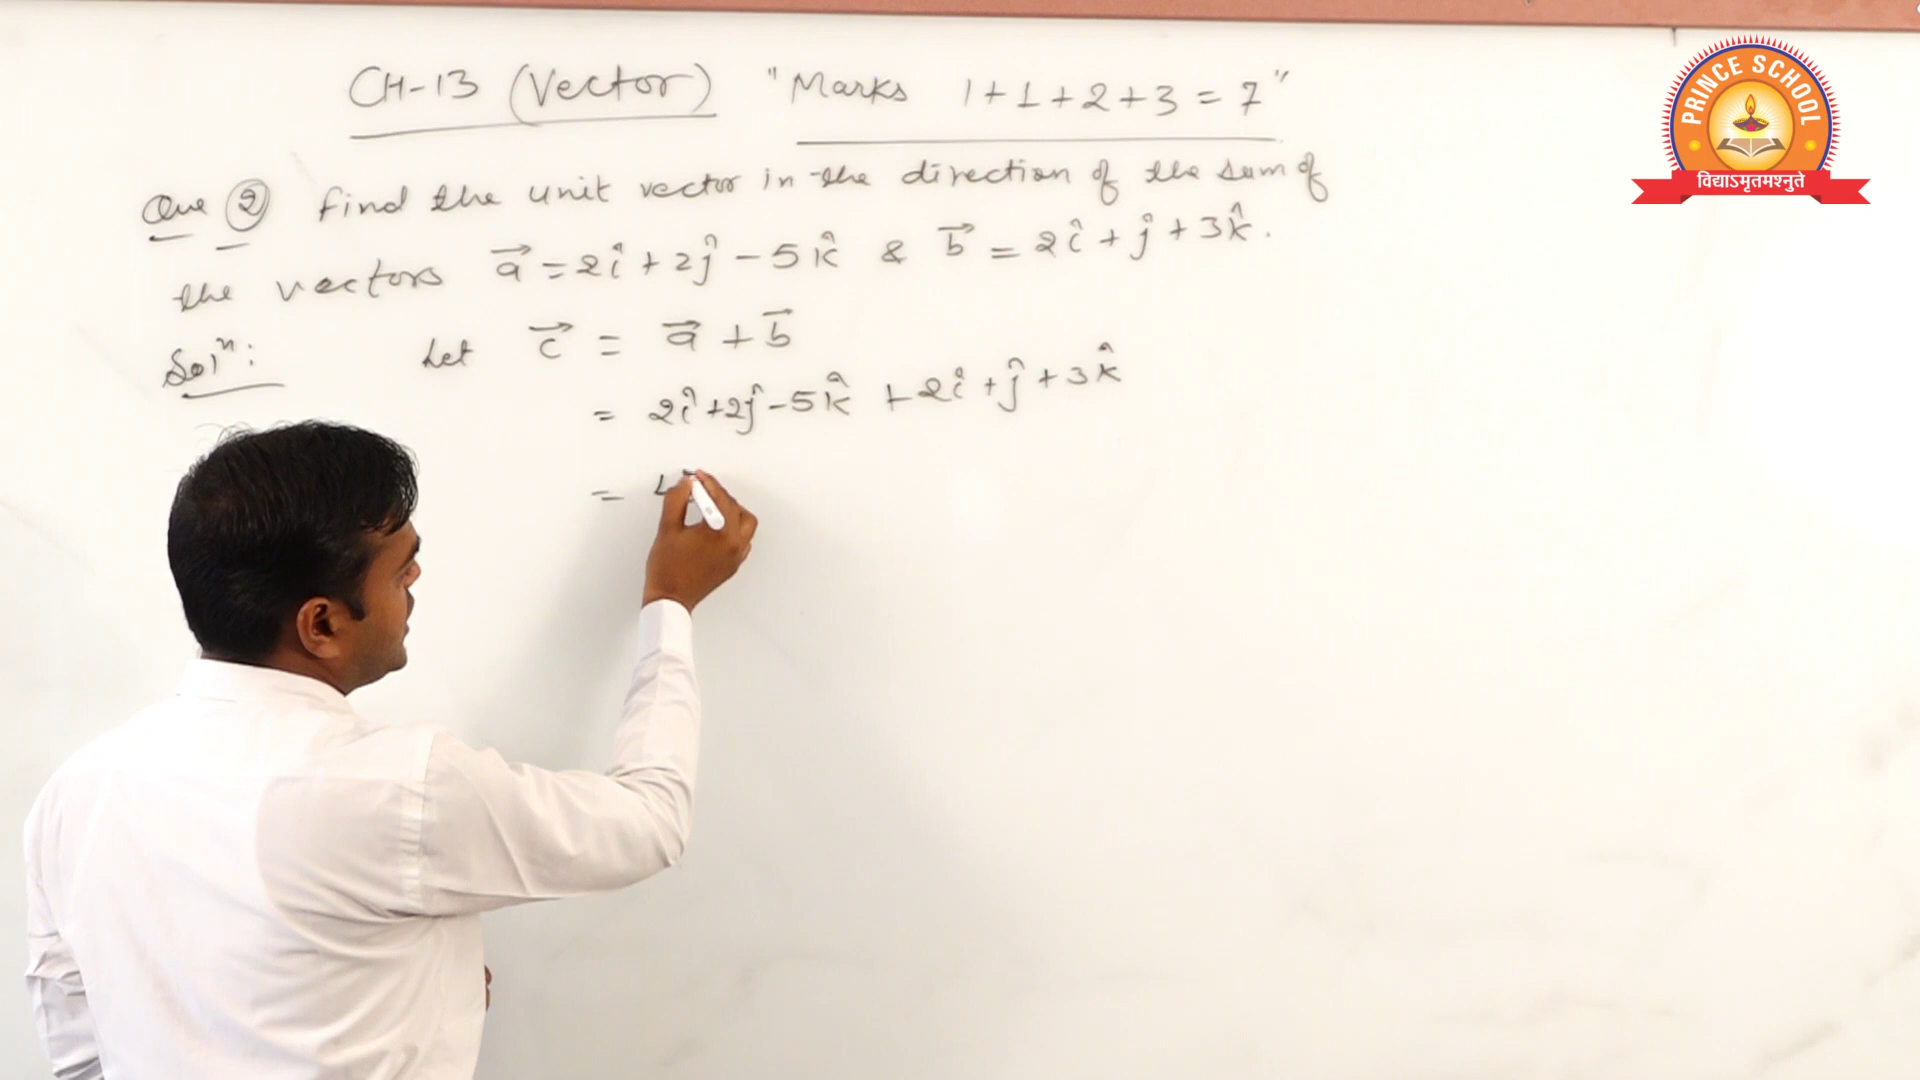 CH-13 (Vector) "Marks 1+1+2+3=7"
Que ② find the unit vector in the direction of the sum of
the vectors a⃗ = 2î + 2ĵ - 5k̂ & b⃗ = 2î + ĵ + 3k̂.
Solⁿ: Let c⃗ = a⃗ + b⃗
= 2î+2ĵ-5k̂ +2î+ĵ+3k̂
= 4
PRINCE SCHOOL
विद्याऽमृतमश्नुते